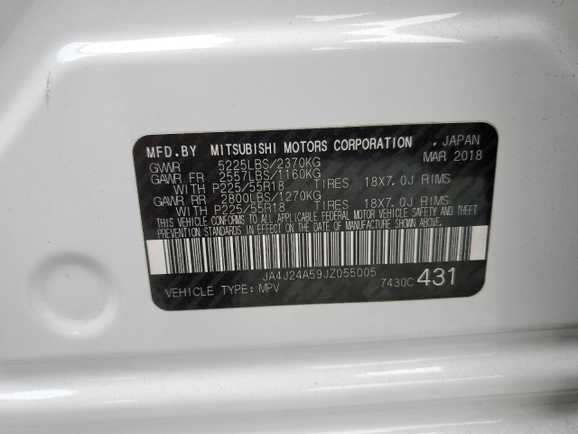 MFD.BY MITSUBISHI MOTORS CORPORATION , JAPAN
GVWR 5225LBS/2370KG MAR 2018
GAWR FR 2557LBS/1160KG
WITH P225/55R18 TIRES 18X7.0J RIMS
GAWR RR 2800LBS/1270KG
WITH P225/55R18 TIRES 18X7.0J RIMS
THIS VEHICLE CONFORMS TO ALL APPLICABLE FEDERAL MOTOR VEHICLE SAFETY AND THEFT
PREVENTION STANDARDS IN EFFECT ON THE DATE OF MANUFACTURE SHOWN ABOVE.
JA4J24A59JZ055005
VEHICLE TYPE: MPV 7430C 431